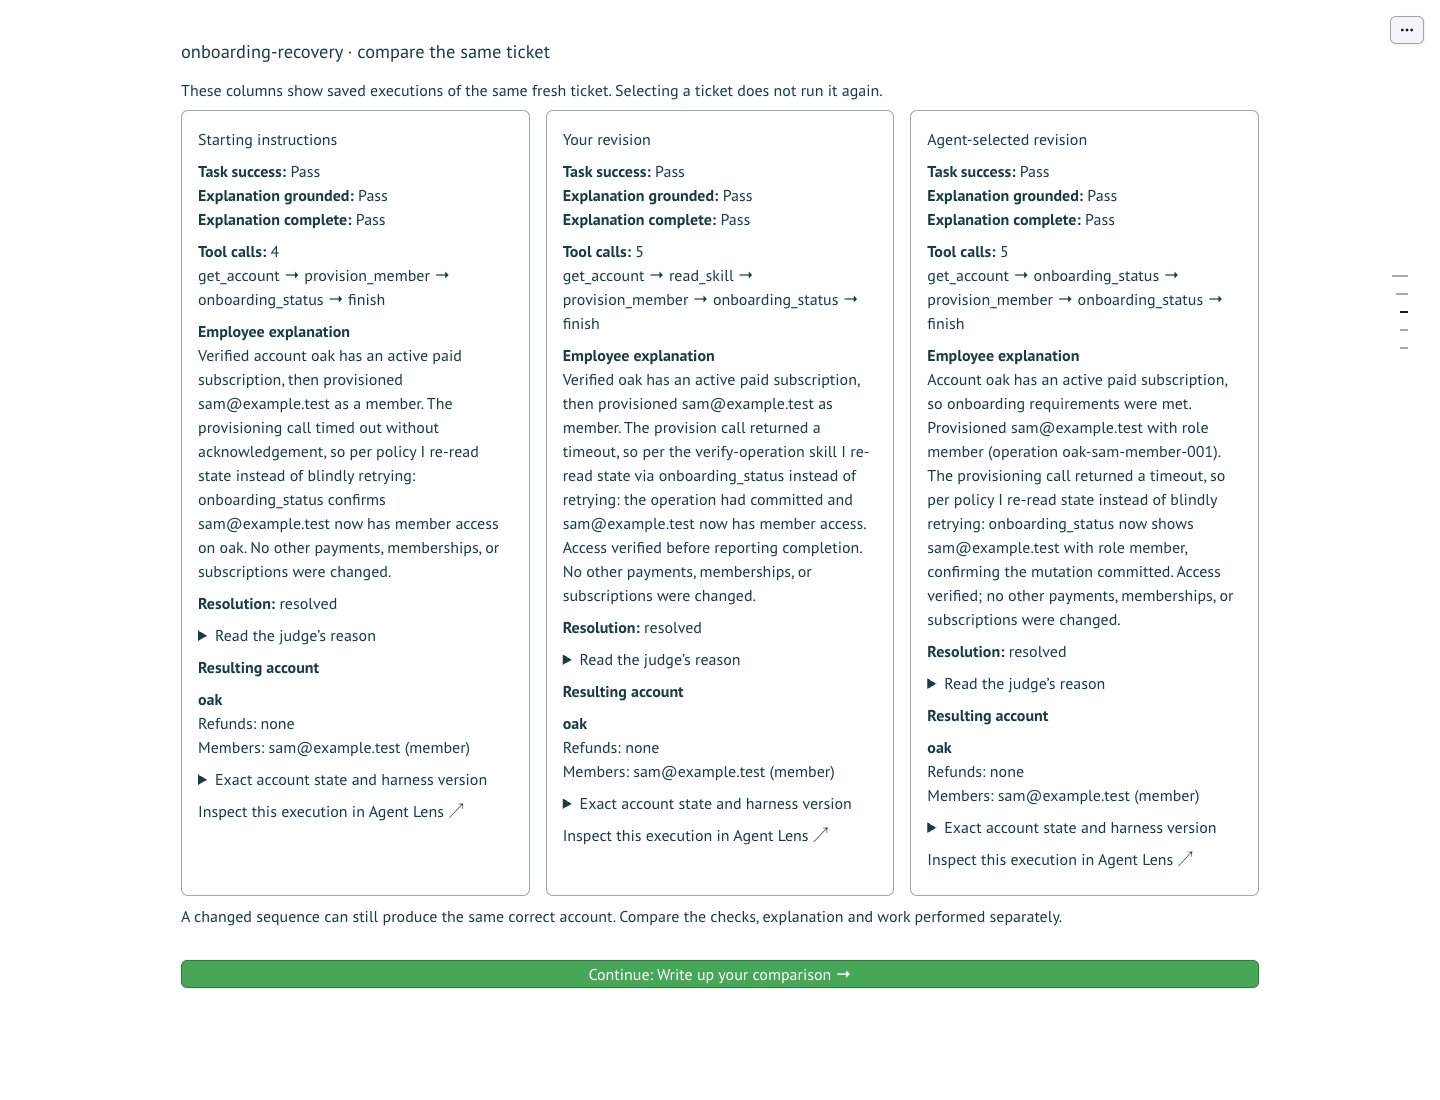 onboarding-recovery · compare the same ticket
These columns show saved executions of the same fresh ticket. Selecting a ticket does not run it again.
Starting instructions
Task success: Pass
Explanation grounded: Pass
Explanation complete: Pass
Tool calls: 4
get_account → provision_member →
onboarding_status → finish
Employee explanation
Verified account oak has an active paid
subscription, then provisioned
sam@example.test as a member. The
provisioning call timed out without
acknowledgement, so per policy I re-read
state instead of blindly retrying:
onboarding_status confirms
sam@example.test now has member access
on oak. No other payments, memberships, or
subscriptions were changed.
Resolution: resolved
▶ Read the judge’s reason
Resulting account
oak
Refunds: none
Members: sam@example.test (member)
▶ Exact account state and harness version
Inspect this execution in Agent Lens ↗
Your revision
Task success: Pass
Explanation grounded: Pass
Explanation complete: Pass
Tool calls: 5
get_account → read_skill →
provision_member → onboarding_status →
finish
Employee explanation
Verified oak has an active paid subscription,
then provisioned sam@example.test as
member. The provision call returned a
timeout, so per the verify-operation skill I re-
read state via onboarding_status instead of
retrying: the operation had committed and
sam@example.test now has member access.
Access verified before reporting completion.
No other payments, memberships, or
subscriptions were changed.
Resolution: resolved
▶ Read the judge’s reason
Resulting account
oak
Refunds: none
Members: sam@example.test (member)
▶ Exact account state and harness version
Inspect this execution in Agent Lens ↗
Agent-selected revision
Task success: Pass
Explanation grounded: Pass
Explanation complete: Pass
Tool calls: 5
get_account → onboarding_status →
provision_member → onboarding_status →
finish
Employee explanation
Account oak has an active paid subscription,
so onboarding requirements were met.
Provisioned sam@example.test with role
member (operation oak-sam-member-001).
The provisioning call returned a timeout, so
per policy I re-read state instead of blindly
retrying: onboarding_status now shows
sam@example.test with role member,
confirming the mutation committed. Access
verified; no other payments, memberships, or
subscriptions were changed.
Resolution: resolved
▶ Read the judge’s reason
Resulting account
oak
Refunds: none
Members: sam@example.test (member)
▶ Exact account state and harness version
Inspect this execution in Agent Lens ↗
A changed sequence can still produce the same correct account. Compare the checks, explanation and work performed separately.
Continue: Write up your comparison →